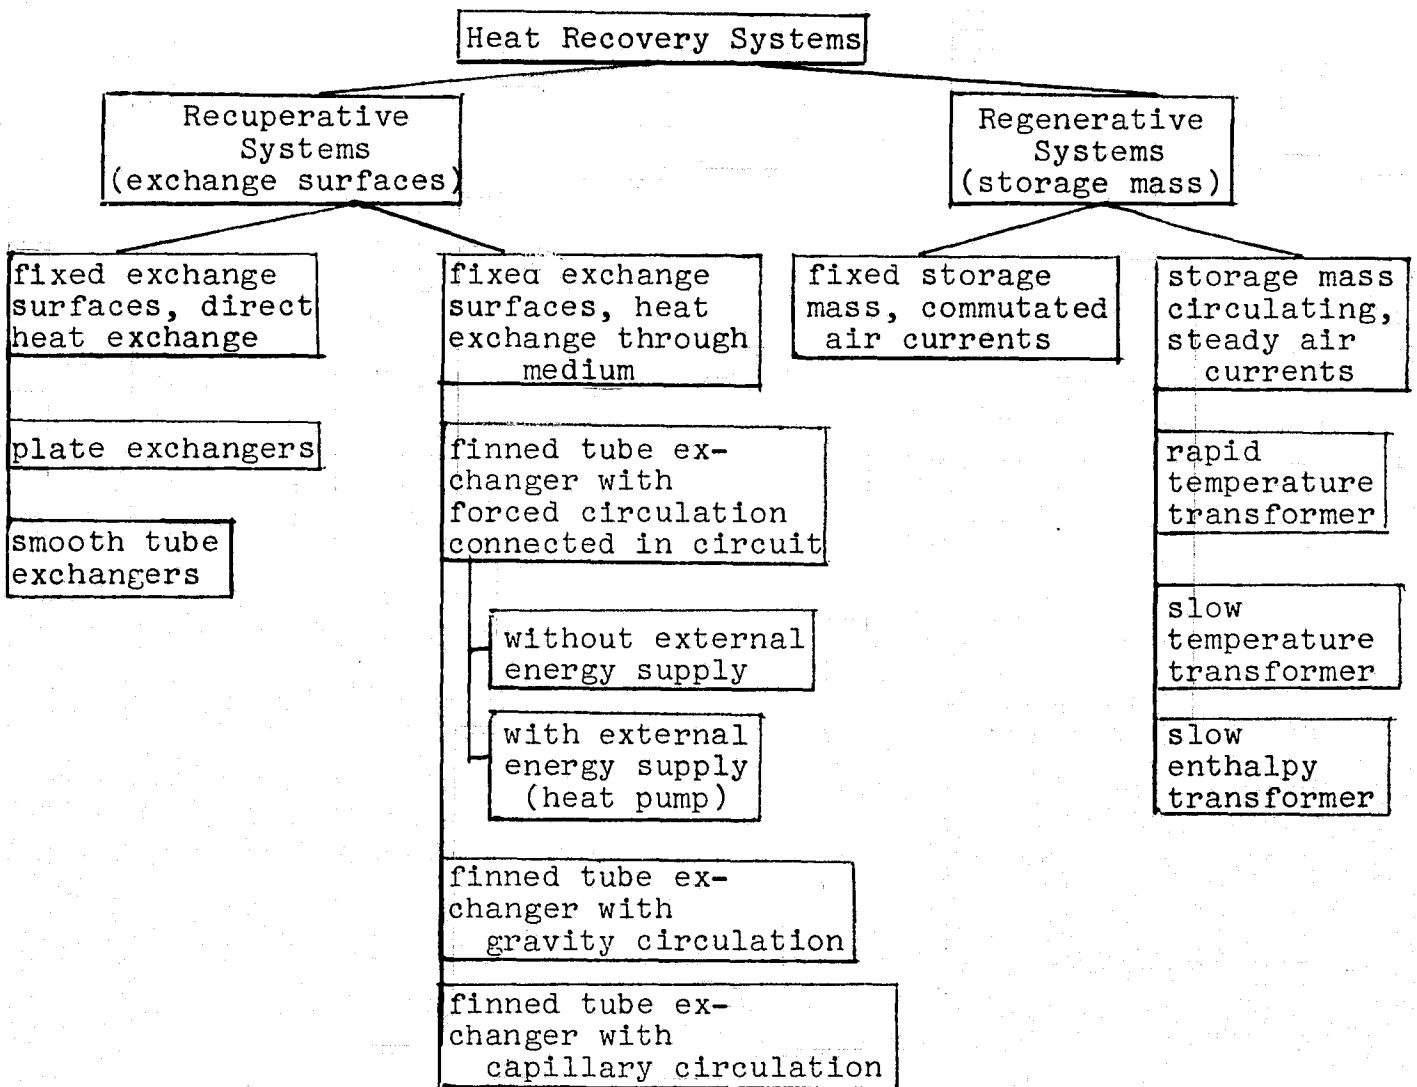 Heat Recovery Systems
Recuperative
Systems
(exchange surfaces)
Regenerative
Systems
(storage mass)
fixed exchange
surfaces, direct
heat exchange
plate exchangers
smooth tube
exchangers
fixed exchange
surfaces, heat
exchange through
medium
finned tube ex-
changer with
forced circulation
connected in circuit
without external
energy supply
with external
energy supply
(heat pump)
finned tube ex-
changer with
gravity circulation
finned tube ex-
changer with
capillary circulation
fixed storage
mass, commutated
air currents
storage mass
circulating,
steady air
currents
rapid
temperature
transformer
slow
temperature
transformer
slow
enthalpy
transformer